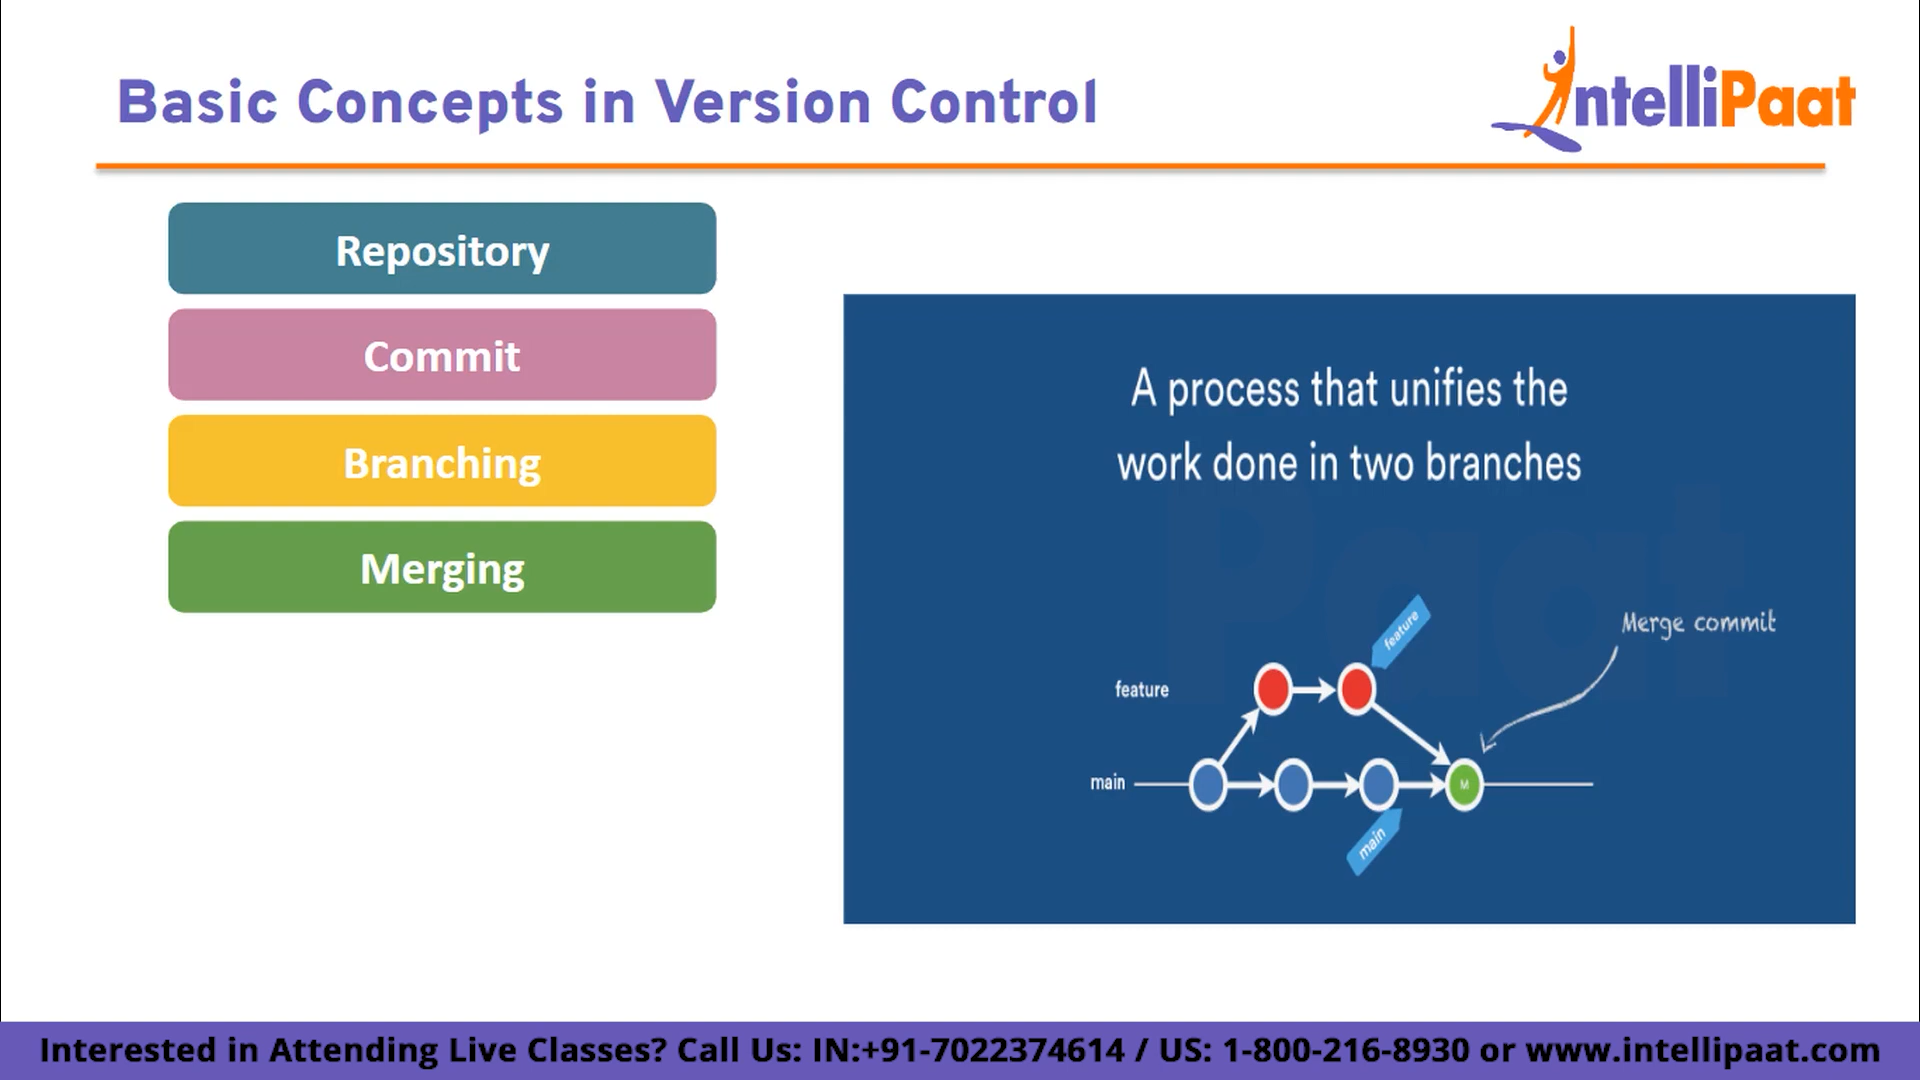 Basic Concepts in Version Control
IntelliPaat
Repository
Commit
Branching
Merging
A process that unifies the
work done in two branches
Paat
feature
Merge commit
feature
main
M
main
Interested in Attending Live Classes? Call Us: IN:+91-7022374614 / US: 1-800-216-8930 or www.intellipaat.com